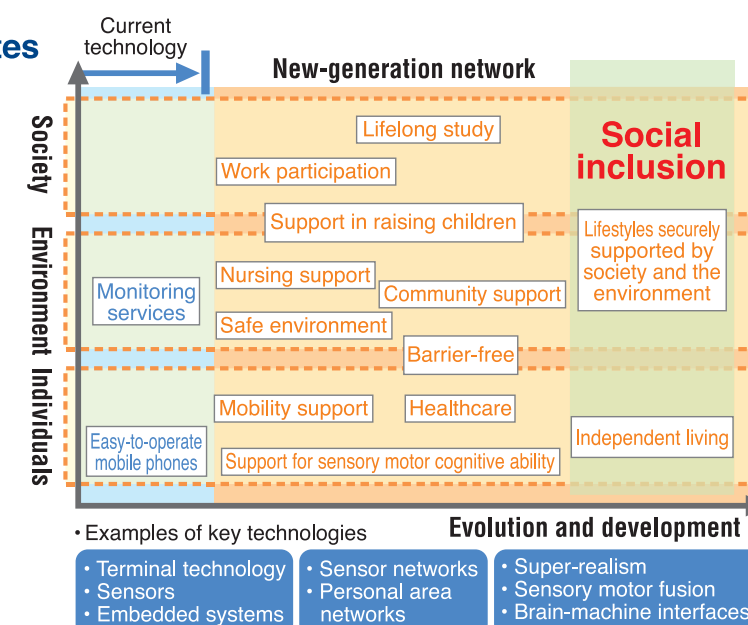 Current
technology
New-generation network
Society
Environment
Individuals
Lifelong study
Work participation
Social
inclusion
Support in raising children
Lifestyles securely
supported by
society and the
environment
Nursing support
Monitoring
services
Community support
Safe environment
Barrier-free
Mobility support
Healthcare
Easy-to-operate
mobile phones
Support for sensory motor cognitive ability
Independent living
Evolution and development
• Examples of key technologies
• Terminal technology
• Sensors
• Embedded systems
• Sensor networks
• Personal area
networks
• Super-realism
• Sensory motor fusion
• Brain-machine interfaces